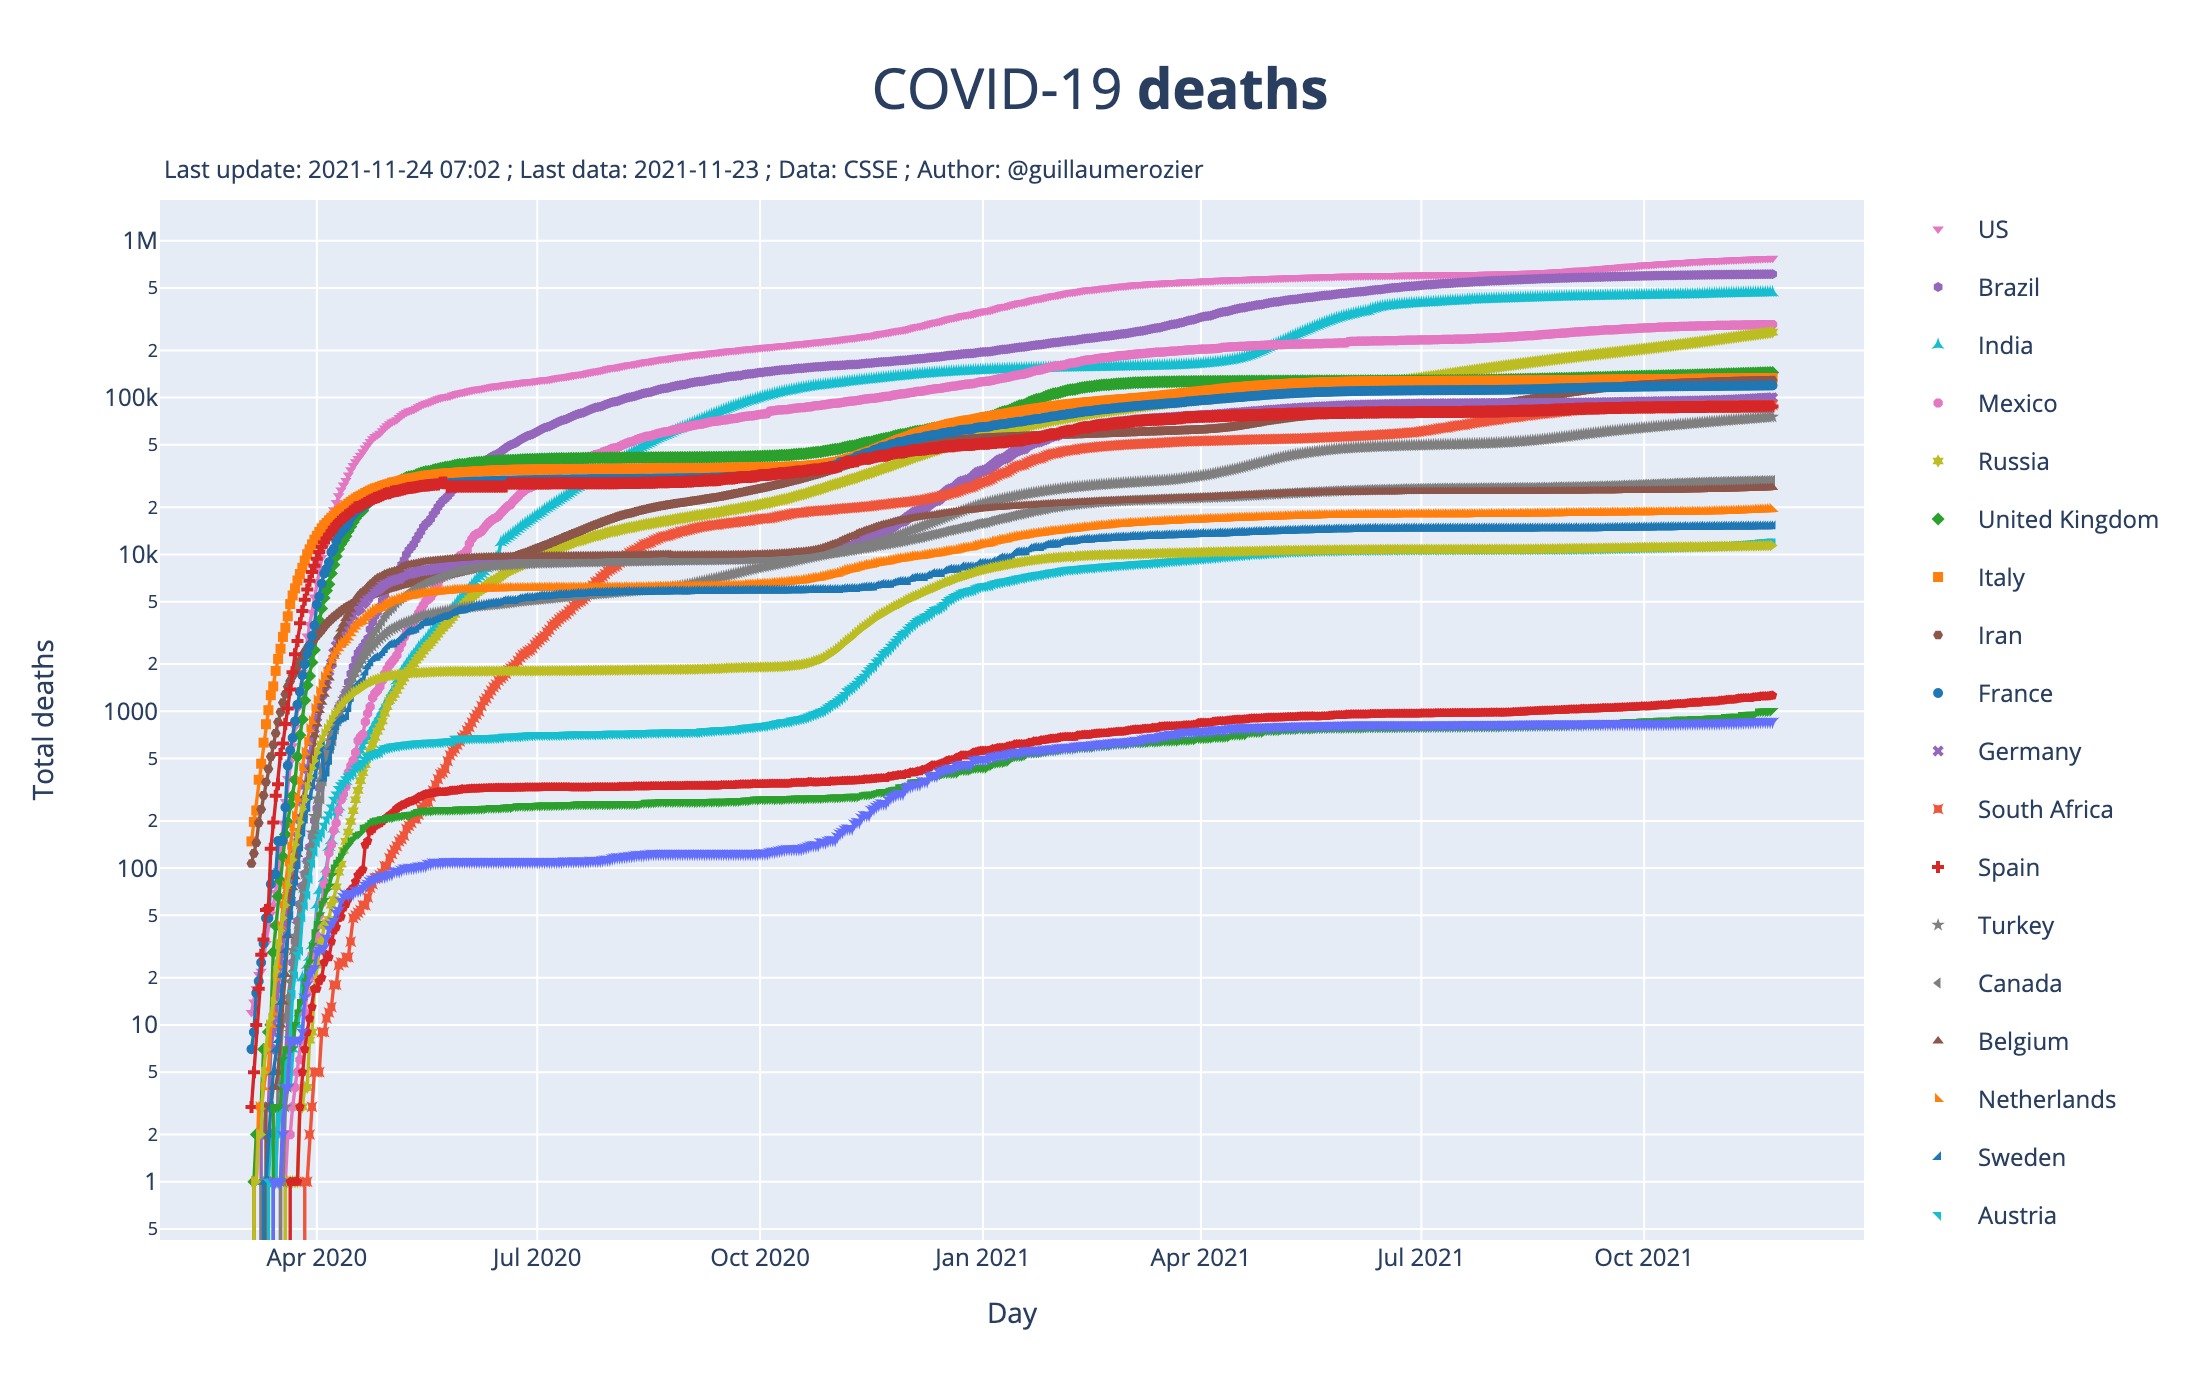 COVID-19 deaths
Last update: 2021-11-24 07:02 ; Last data: 2021-11-23 ; Data: CSSE ; Author: @guillaumerozier
1M
5
2
100k
5
2
10k
5
2
1000
5
2
100
5
2
10
5
2
1
5
Total deaths
Apr 2020
Jul 2020
Oct 2020
Jan 2021
Apr 2021
Jul 2021
Oct 2021
Day
US
Brazil
India
Mexico
Russia
United Kingdom
Italy
Iran
France
Germany
South Africa
Spain
Turkey
Canada
Belgium
Netherlands
Sweden
Austria